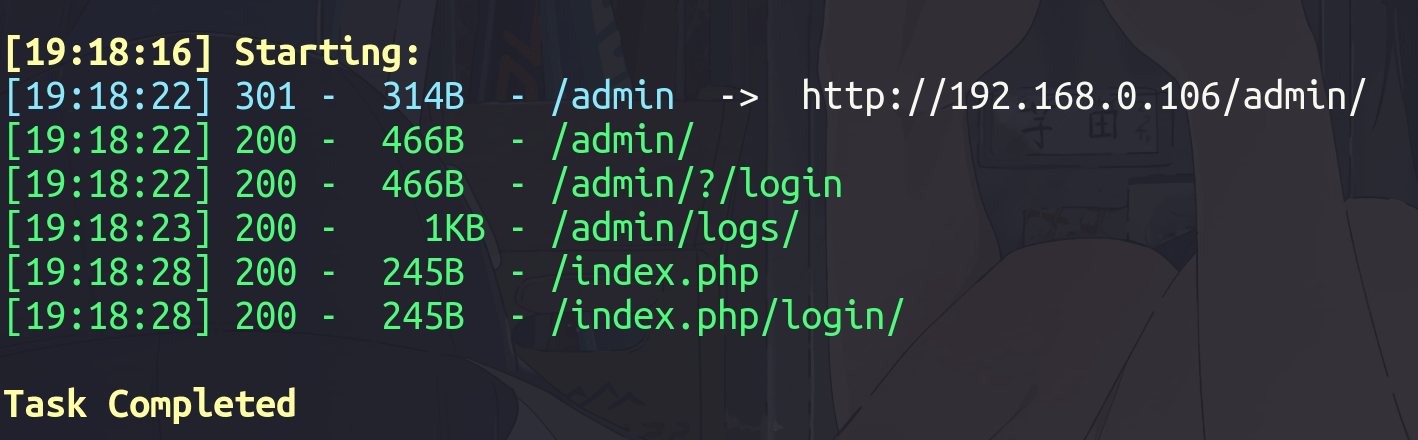 [19:18:16] Starting:
[19:18:22] 301 -  314B  - /admin  ->  http://192.168.0.106/admin/
[19:18:22] 200 -  466B  - /admin/
[19:18:22] 200 -  466B  - /admin/?/login
[19:18:23] 200 -    1KB - /admin/logs/
[19:18:28] 200 -  245B  - /index.php
[19:18:28] 200 -  245B  - /index.php/login/
Task Completed